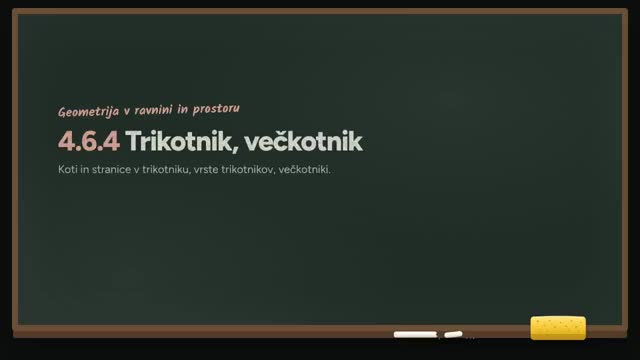 Geometrija v ravnini in prostoru
4.6.4 Trikotnik, večkotnik
Koti in stranice v trikotniku, vrste trikotnikov, večkotniki.